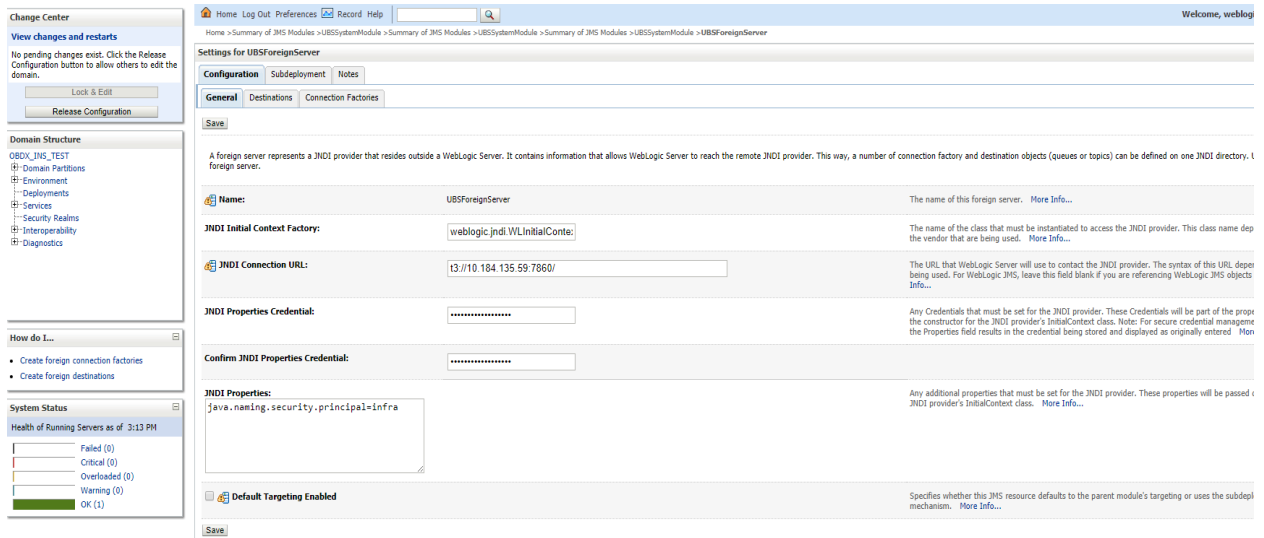 Change Center
View changes and restarts
No pending changes exist. Click the Release
Configuration button to allow others to edit the
domain.
Lock & Edit
Release Configuration
Domain Structure
OBDX_INS_TEST
Domain Partitions
Environment
Deployments
Services
Security Realms
Interoperability
Diagnostics
How do I...
Create foreign connection factories
Create foreign destinations
System Status
Health of Running Servers as of 3:13 PM
Failed (0)
Critical (0)
Overloaded (0)
Warning (0)
OK (1)
Home Log Out Preferences Record Help
Welcome, weblogi
Home >Summary of JMS Modules >UBSSystemModule >Summary of JMS Modules >UBSSystemModule >Summary of JMS Modules >UBSSystemModule >UBSForeignServer
Settings for UBSForeignServer
Configuration Subdeployment Notes
General Destinations Connection Factories
Save
A foreign server represents a JNDI provider that resides outside a WebLogic Server. It contains information that allows WebLogic Server to reach the remote JNDI provider. This way, a number of connection factory and destination objects (queues or topics) can be defined on one JNDI directory.
foreign server.
Name: UBSForeignServer The name of this foreign server. More Info...
JNDI Initial Context Factory: weblogic.jndi.WLInitialConte The name of the class that must be instantiated to access the JNDI provider. This class name dep
the vendor that are being used. More Info...
JNDI Connection URL: t3://10.184.135.59:7860/ The URL that WebLogic Server will use to contact the JNDI provider. The syntax of this URL deper
being used. For WebLogic JMS, leave this field blank if you are referencing WebLogic JMS objects
Info...
JNDI Properties Credential: •••••••••••••••••• Any Credentials that must be set for the JNDI provider. These Credentials will be part of the prope
the constructor for the JNDI provider's InitialContext class. Note: For secure credential manageme
the Properties field results in the credential being stored and displayed as originally entered More
Confirm JNDI Properties Credential: ••••••••••••••••••
JNDI Properties: Any additional properties that must be set for the JNDI provider. These properties will be passed
JNDI provider's InitialContext class. More Info...
java.naming.security.principal=infra
Default Targeting Enabled Specifies whether this JMS resource defaults to the parent module's targeting or uses the subdepl
mechanism. More Info...
Save